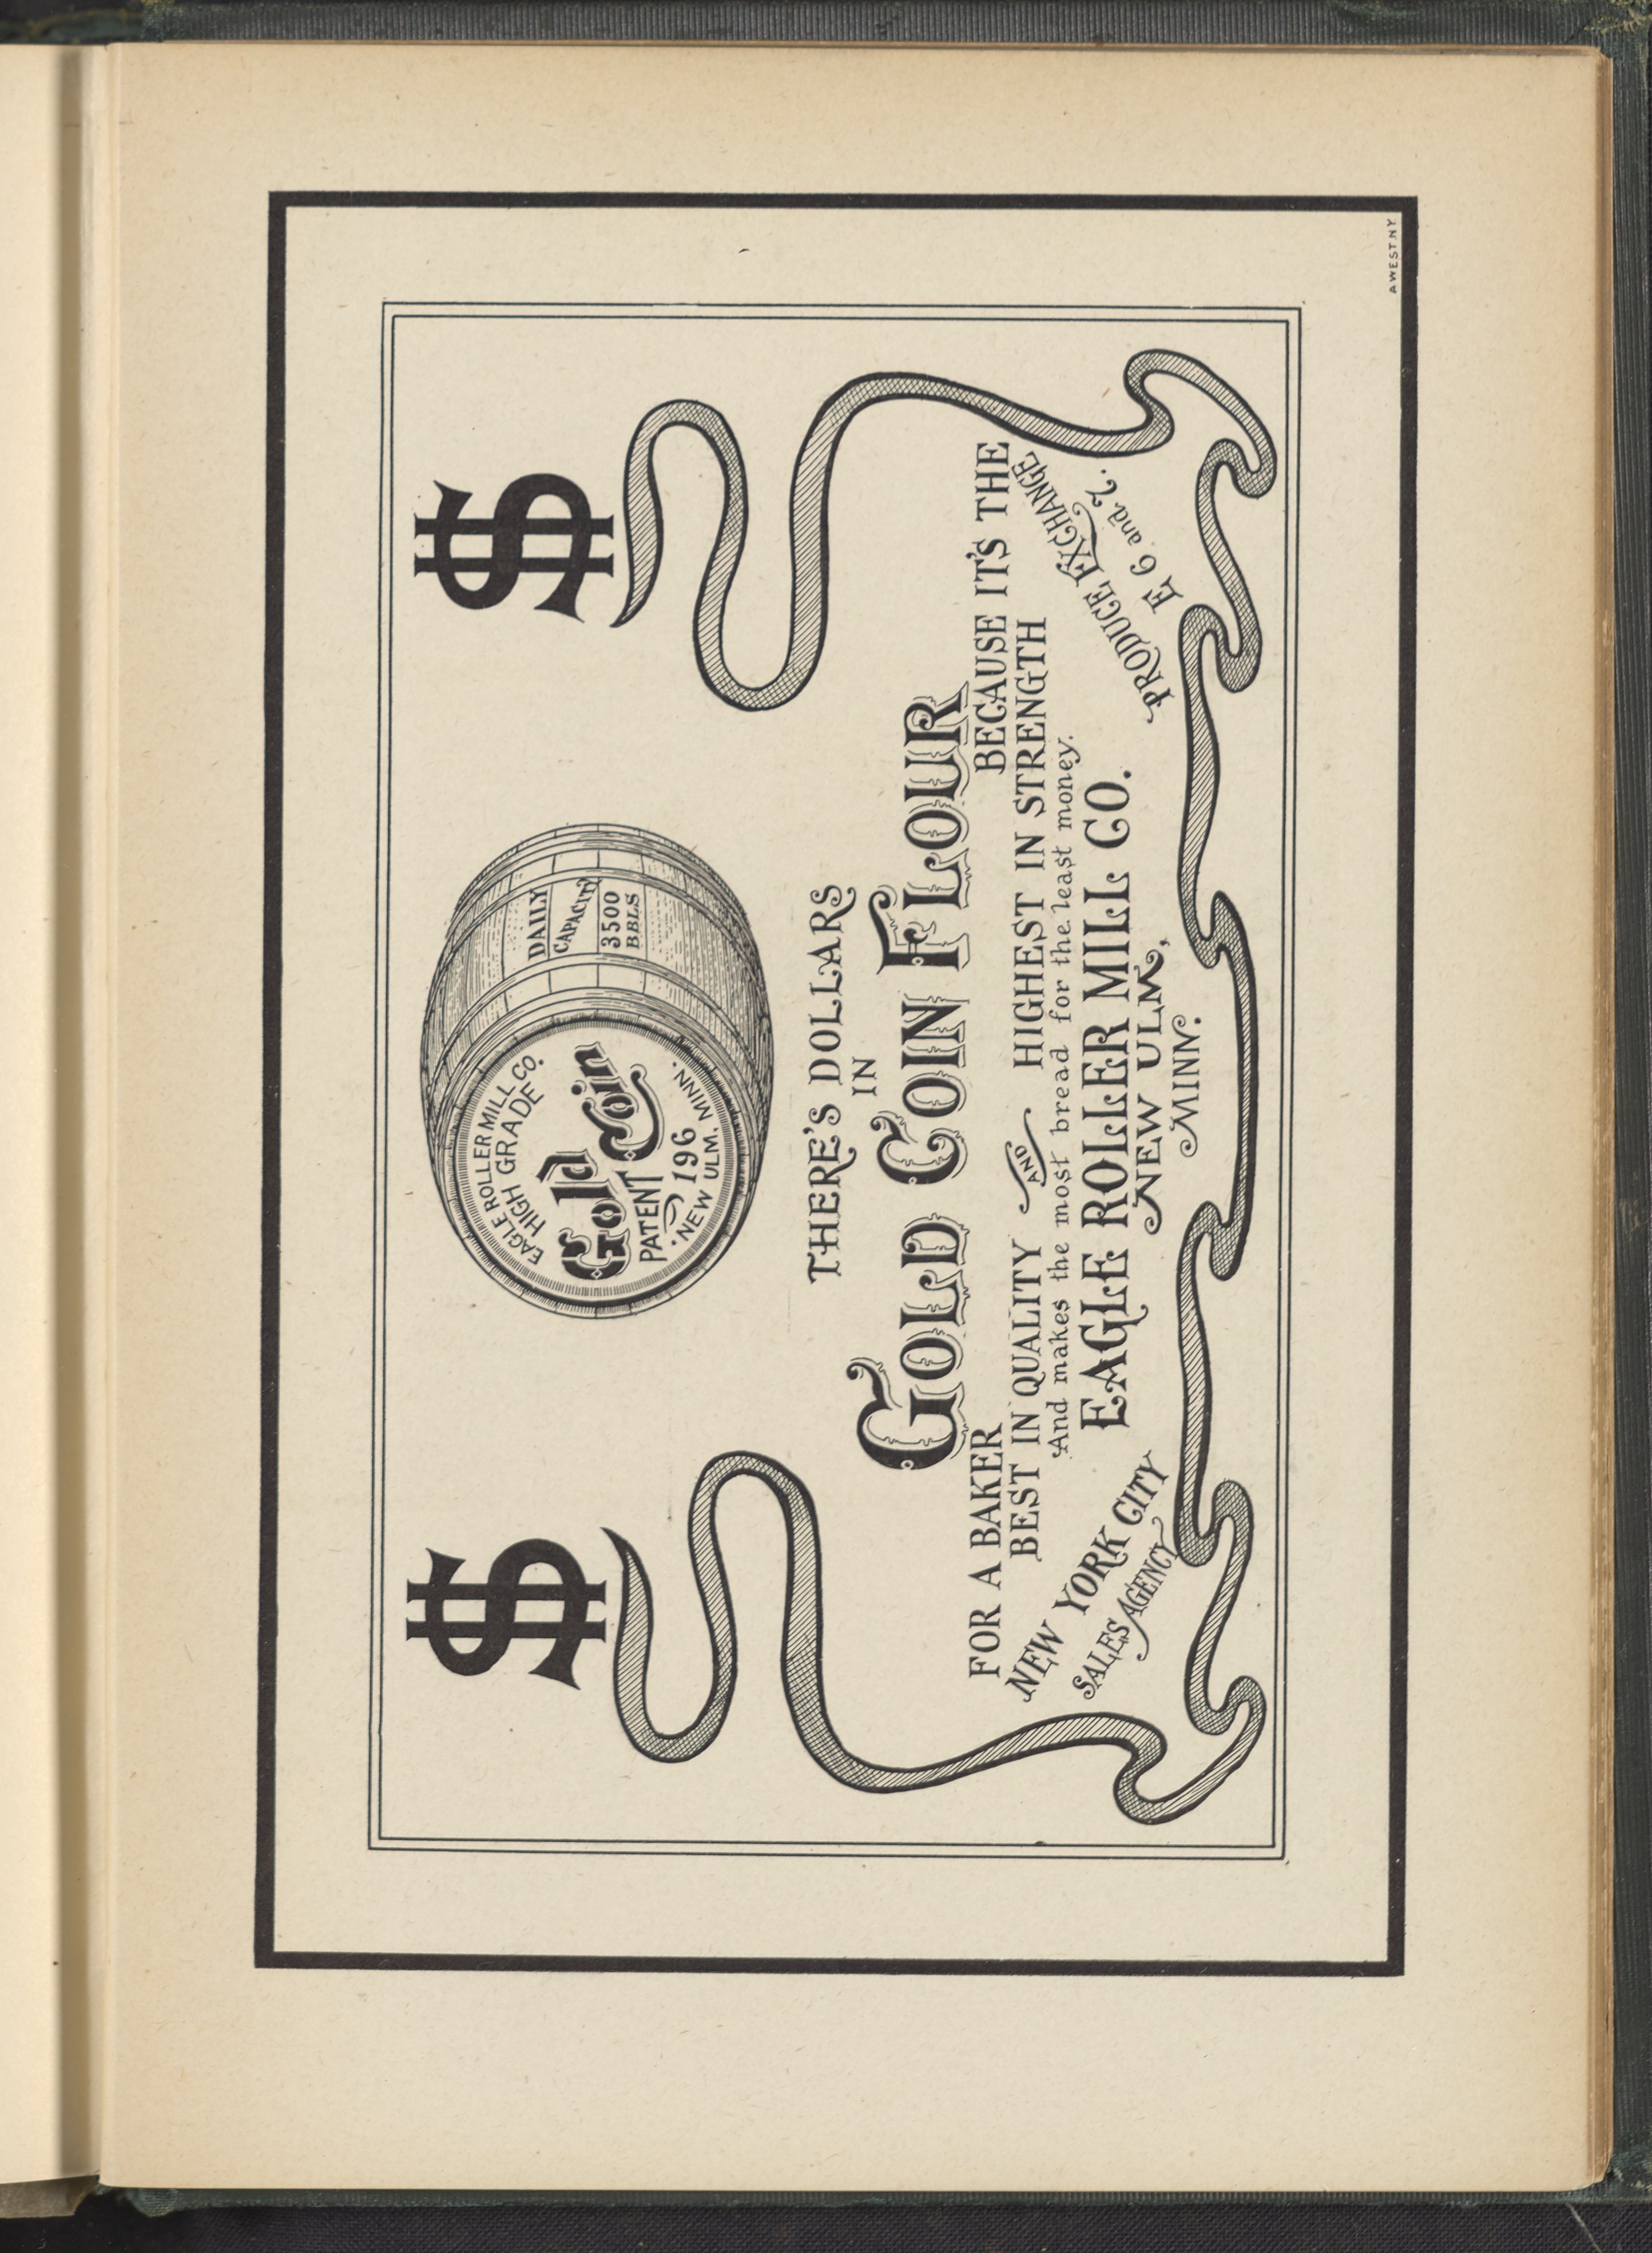 $ $
EAGLE ROLLER MILL CO.
HIGH GRADE
Gold Coin
PATENT
196
NEW ULM, MINN.
DAILY
CAPACITY
3500
BBLS
THERE'S DOLLARS
IN
GOLD COIN FLOUR
FOR A BAKER BECAUSE IT'S THE
BEST IN QUALITY AND HIGHEST IN STRENGTH
And makes the most bread for the least money.
EAGLE ROLLER MILL CO.
NEW ULM,
MINN.
NEW YORK CITY
SALES AGENCY
PRODUCE EXCHANGE
E 6 and 7.
A WEST N.Y.